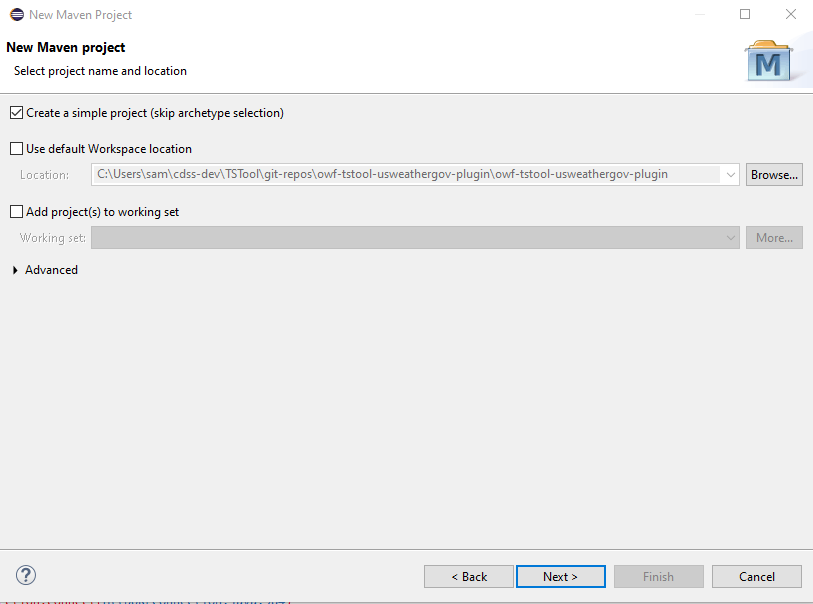 New Maven Project
New Maven project
Select project name and location
M
Create a simple project (skip archetype selection)
Use default Workspace location
Location: C:\Users\sam\cdss-dev\TSTool\git-repos\owf-tstool-usweathergov-plugin\owf-tstool-usweathergov-plugin Browse...
Add project(s) to working set
Working set: More...
Advanced
? < Back Next > Finish Cancel